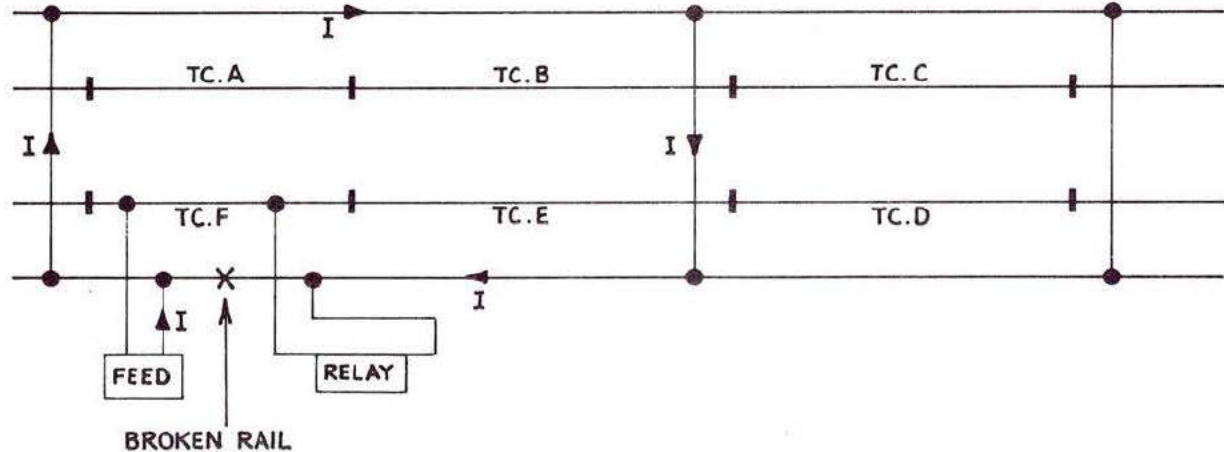 I
TC.A
TC.B
TC.C
I
I
TC.F
TC.E
TC.D
I
I
FEED
RELAY
BROKEN RAIL